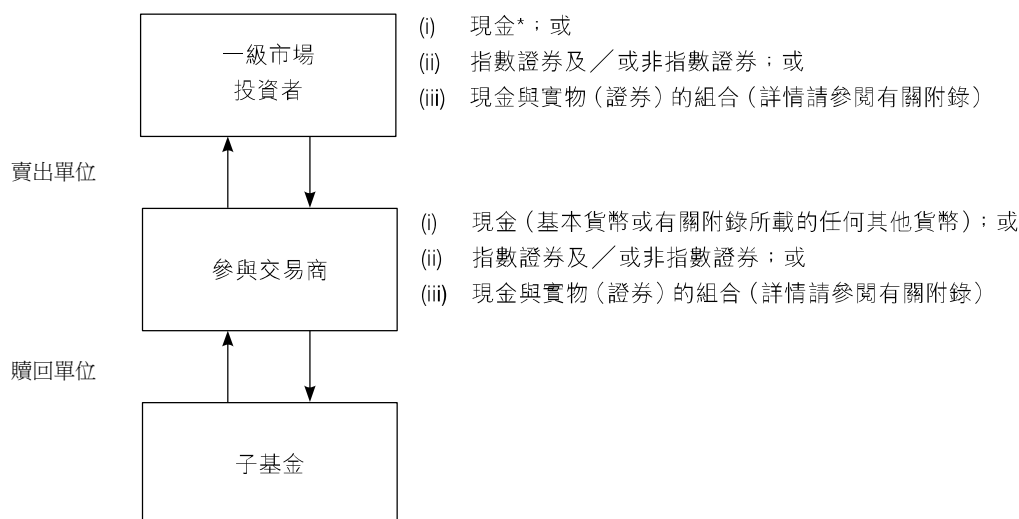 一級市場
投資者
(i) 現金*；或
(ii) 指數證券及／或非指數證券；或
(iii) 現金與實物（證券）的組合（詳情請參閱有關附錄）
賣出單位
參與交易商
(i) 現金（基本貨幣或有關附錄所載的任何其他貨幣）；或
(ii) 指數證券及／或非指數證券；或
(iii) 現金與實物（證券）的組合（詳情請參閱有關附錄）
贖回單位
子基金